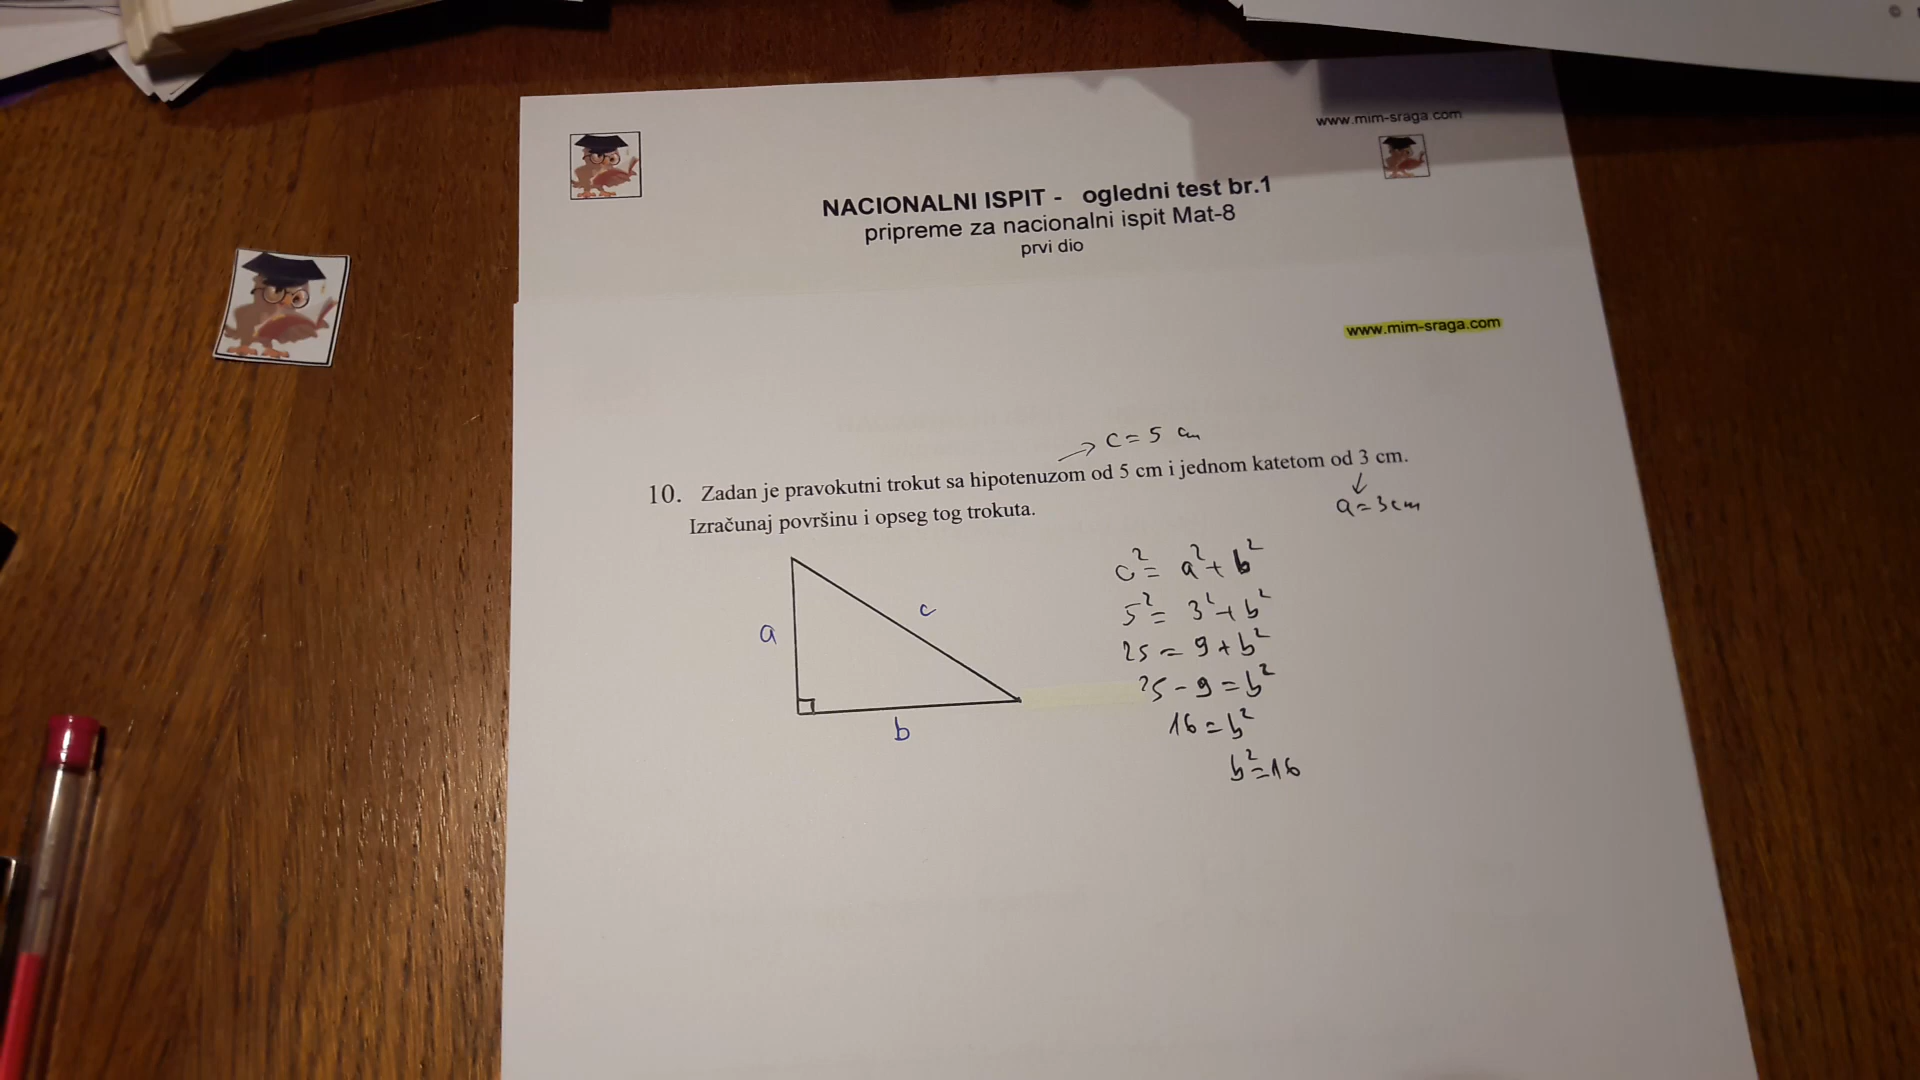 www.mim-sraga.com
NACIONALNI ISPIT - ogledni test br.1
pripreme za nacionalni ispit Mat-8
prvi dio
www.mim-sraga.com
c = 5 cm
10. Zadan je pravokutni trokut sa hipotenuzom od 5 cm i jednom katetom od 3 cm.
a = 3 cm
Izračunaj površinu i opseg tog trokuta.
a
c
b
c² = a² + b²
5² = 3² + b²
25 = 9 + b²
25 - 9 = b²
16 = b²
b² = 16